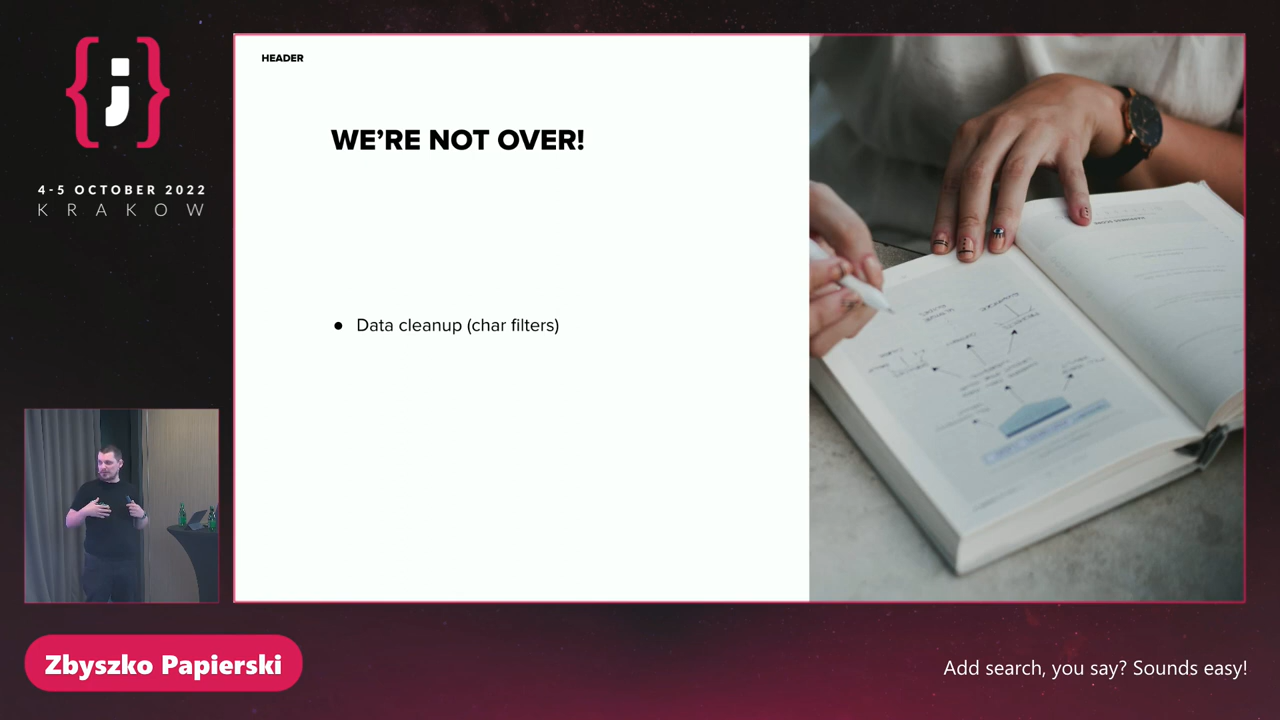 4-5 OCTOBER 2022
KRAKOW
HEADER
WE’RE NOT OVER!
● Data cleanup (char filters)
Zbyszko Papierski
Add search, you say? Sounds easy!